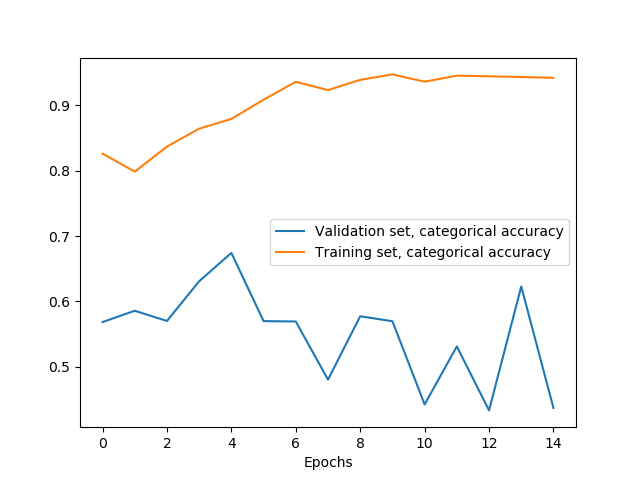 0.9
0.8
0.7
0.6
0.5
Validation set, categorical accuracy
Training set, categorical accuracy
0 2 4 6 8 10 12 14
Epochs